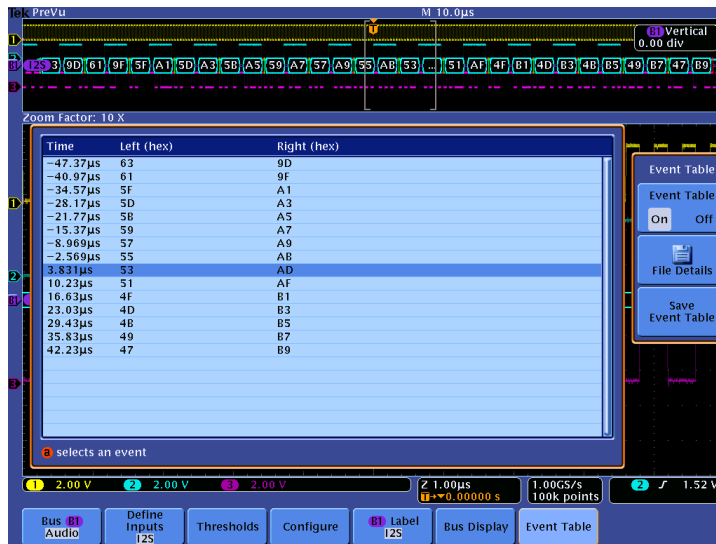 Tek PreVu M 10.0µs
T
B1 Vertical
0.00 div
1
B1 I2S 3 9D 61 9F 5F A1 5D A3 5B A5 59 A7 57 A9 55 AB 53 ... 51 AF 4F B1 4D B3 4B B5 49 B7 47 B9
3
Zoom Factor: 10 X
Time Left (hex) Right (hex)
−47.37µs 63 9D
−40.97µs 61 9F
−34.57µs 5F A1
−28.17µs 5D A3
−21.77µs 5B A5
−15.37µs 59 A7
−8.969µs 57 A9
−2.569µs 55 AB
3.831µs 53 AD
10.23µs 51 AF
16.63µs 4F B1
23.03µs 4D B3
29.43µs 4B B5
35.83µs 49 B7
42.23µs 47 B9
a selects an event
1
2
B1
3
Event Table
Event Table
On Off
File Details
Save
Event Table
1 2.00 V 2 2.00 V 3 2.00 V Z 1.00µs 1.00GS/s 2 1.52 V
T→▼0.00000 s 100k points
Bus B1
Audio
Define
Inputs
I2S
Thresholds
Configure
B1 Label
I2S
Bus Display
Event Table